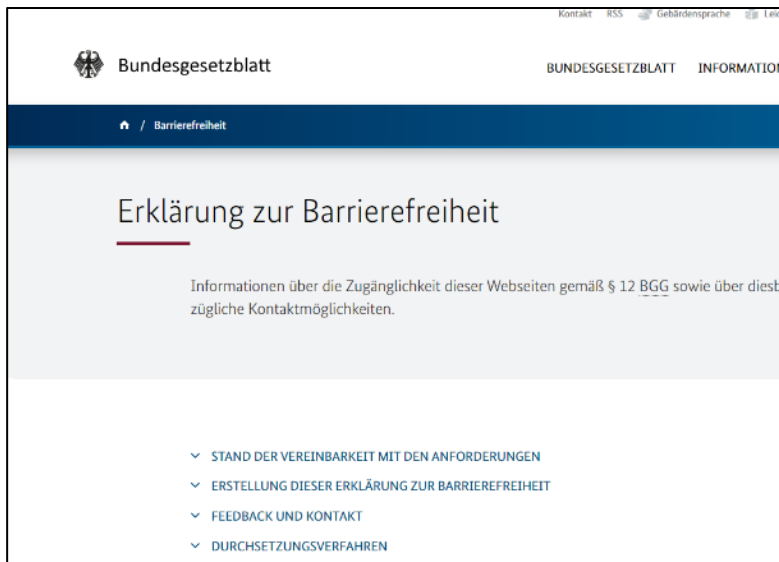 Kontakt RSS Gebärdensprache Leic
Bundesgesetzblatt
BUNDESGESETZBLATT INFORMATION
/ Barrierefreiheit
Erklärung zur Barrierefreiheit
Informationen über die Zugänglichkeit dieser Webseiten gemäß § 12 BGG sowie über diesb
zügliche Kontaktmöglichkeiten.
STAND DER VEREINBARKEIT MIT DEN ANFORDERUNGEN
ERSTELLUNG DIESER ERKLÄRUNG ZUR BARRIEREFREIHEIT
FEEDBACK UND KONTAKT
DURCHSETZUNGSVERFAHREN